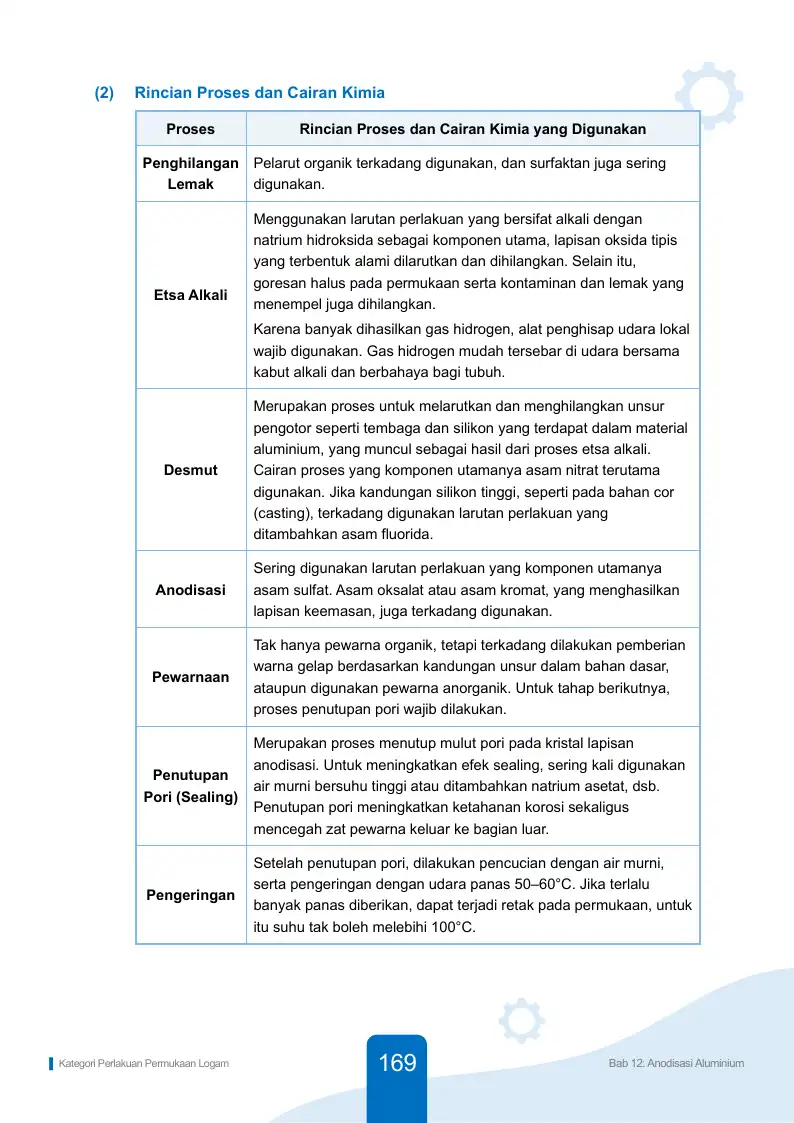 (2) Rincian Proses dan Cairan Kimia
Proses
Rincian Proses dan Cairan Kimia yang Digunakan
Penghilangan
Lemak
Pelarut organik terkadang digunakan, dan surfaktan juga sering
digunakan.
Etsa Alkali
Menggunakan larutan perlakuan yang bersifat alkali dengan
natrium hidroksida sebagai komponen utama, lapisan oksida tipis
yang terbentuk alami dilarutkan dan dihilangkan. Selain itu,
goresan halus pada permukaan serta kontaminan dan lemak yang
menempel juga dihilangkan.
Karena banyak dihasilkan gas hidrogen, alat penghisap udara lokal
wajib digunakan. Gas hidrogen mudah tersebar di udara bersama
kabut alkali dan berbahaya bagi tubuh.
Desmut
Merupakan proses untuk melarutkan dan menghilangkan unsur
pengotor seperti tembaga dan silikon yang terdapat dalam material
aluminium, yang muncul sebagai hasil dari proses etsa alkali.
Cairan proses yang komponen utamanya asam nitrat terutama
digunakan. Jika kandungan silikon tinggi, seperti pada bahan cor
(casting), terkadang digunakan larutan perlakuan yang
ditambahkan asam fluorida.
Anodisasi
Sering digunakan larutan perlakuan yang komponen utamanya
asam sulfat. Asam oksalat atau asam kromat, yang menghasilkan
lapisan keemasan, juga terkadang digunakan.
Pewarnaan
Tak hanya pewarna organik, tetapi terkadang dilakukan pemberian
warna gelap berdasarkan kandungan unsur dalam bahan dasar,
ataupun digunakan pewarna anorganik. Untuk tahap berikutnya,
proses penutupan pori wajib dilakukan.
Penutupan
Pori (Sealing)
Merupakan proses menutup mulut pori pada kristal lapisan
anodisasi. Untuk meningkatkan efek sealing, sering kali digunakan
air murni bersuhu tinggi atau ditambahkan natrium asetat, dsb.
Penutupan pori meningkatkan ketahanan korosi sekaligus
mencegah zat pewarna keluar ke bagian luar.
Pengeringan
Setelah penutupan pori, dilakukan pencucian dengan air murni,
serta pengeringan dengan udara panas 50–60°C. Jika terlalu
banyak panas diberikan, dapat terjadi retak pada permukaan, untuk
itu suhu tak boleh melebihi 100°C.
Kategori Perlakuan Permukaan Logam
169
Bab 12: Anodisasi Aluminium